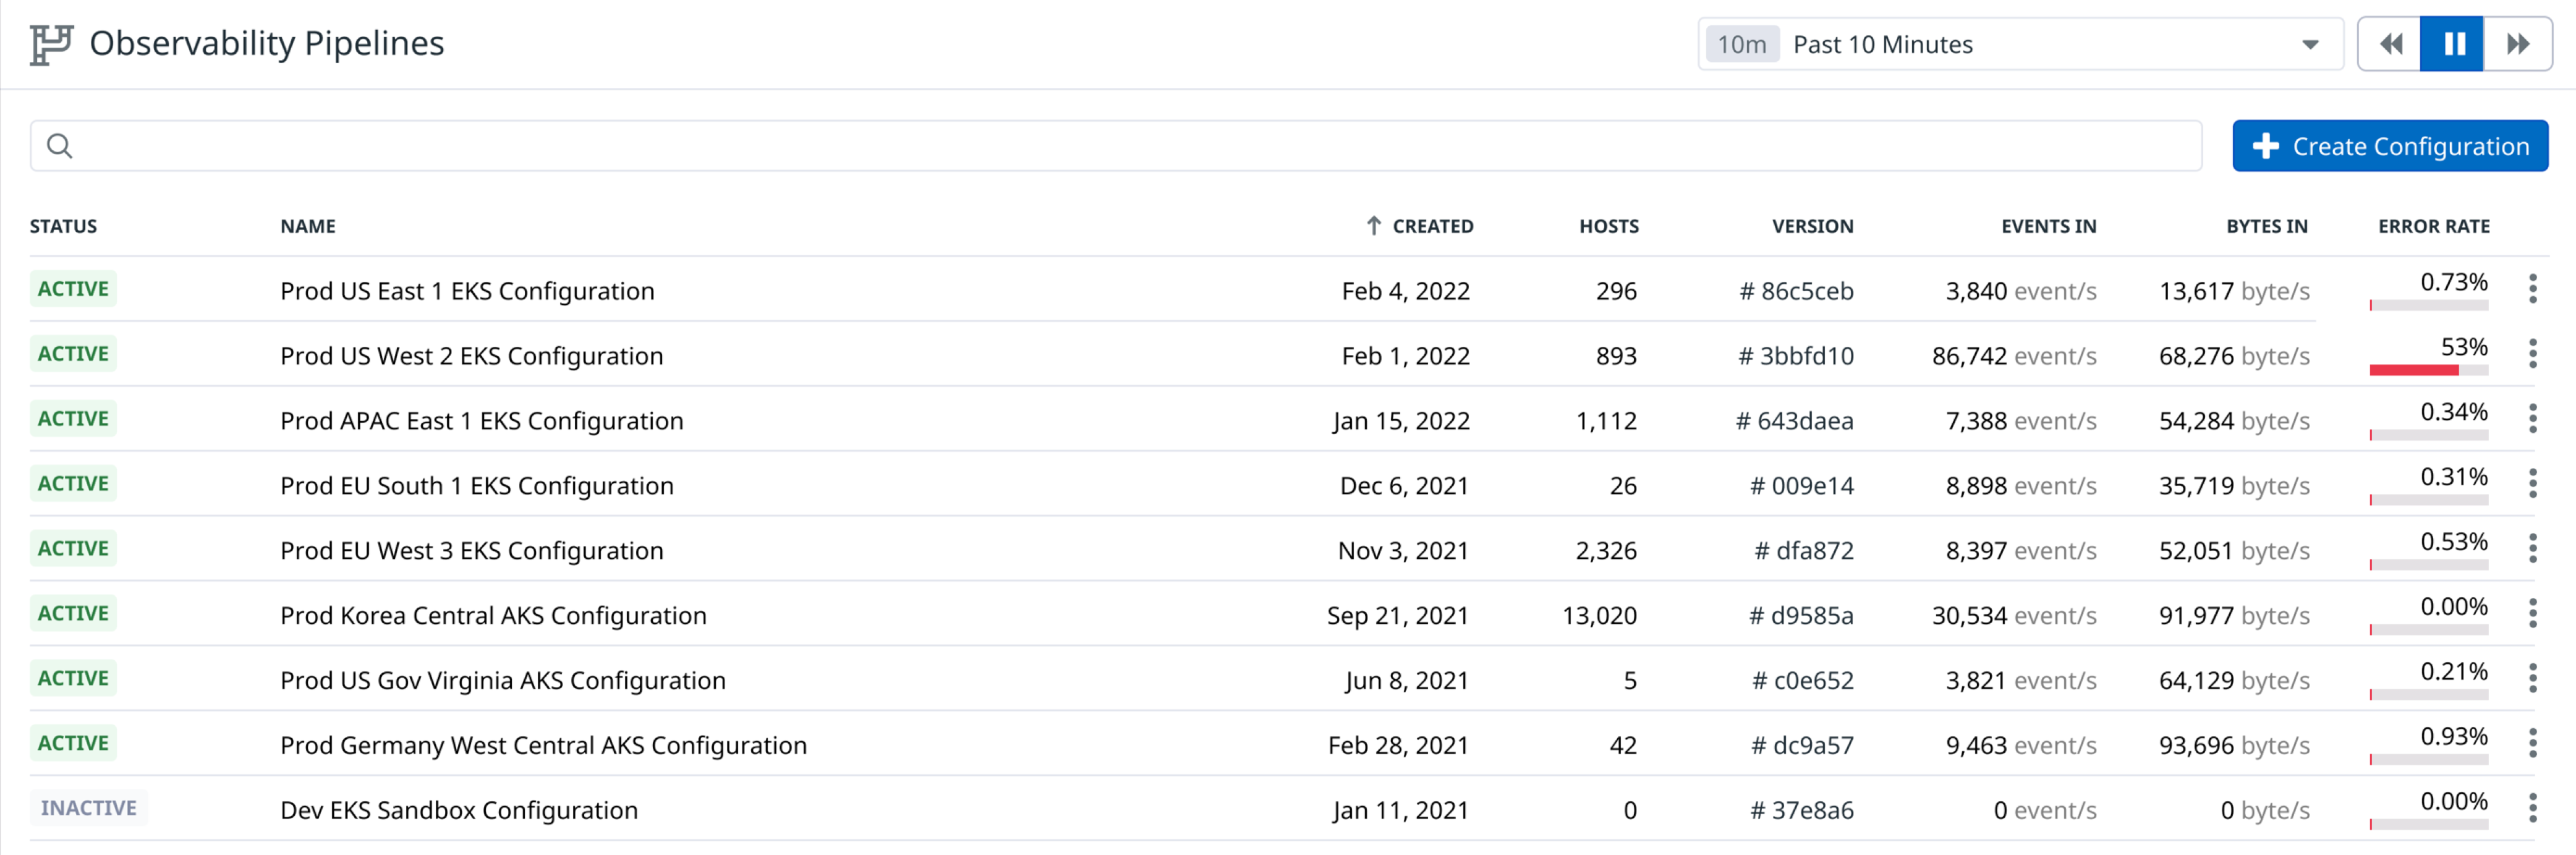 Observability Pipelines
10m Past 10 Minutes
Create Configuration
STATUS NAME ↑ CREATED HOSTS VERSION EVENTS IN BYTES IN ERROR RATE
ACTIVE Prod US East 1 EKS Configuration Feb 4, 2022 296 # 86c5ceb 3,840 event/s 13,617 byte/s 0.73%
ACTIVE Prod US West 2 EKS Configuration Feb 1, 2022 893 # 3bbfd10 86,742 event/s 68,276 byte/s 53%
ACTIVE Prod APAC East 1 EKS Configuration Jan 15, 2022 1,112 # 643daea 7,388 event/s 54,284 byte/s 0.34%
ACTIVE Prod EU South 1 EKS Configuration Dec 6, 2021 26 # 009e14 8,898 event/s 35,719 byte/s 0.31%
ACTIVE Prod EU West 3 EKS Configuration Nov 3, 2021 2,326 # dfa872 8,397 event/s 52,051 byte/s 0.53%
ACTIVE Prod Korea Central AKS Configuration Sep 21, 2021 13,020 # d9585a 30,534 event/s 91,977 byte/s 0.00%
ACTIVE Prod US Gov Virginia AKS Configuration Jun 8, 2021 5 # c0e652 3,821 event/s 64,129 byte/s 0.21%
ACTIVE Prod Germany West Central AKS Configuration Feb 28, 2021 42 # dc9a57 9,463 event/s 93,696 byte/s 0.93%
INACTIVE Dev EKS Sandbox Configuration Jan 11, 2021 0 # 37e8a6 0 event/s 0 byte/s 0.00%